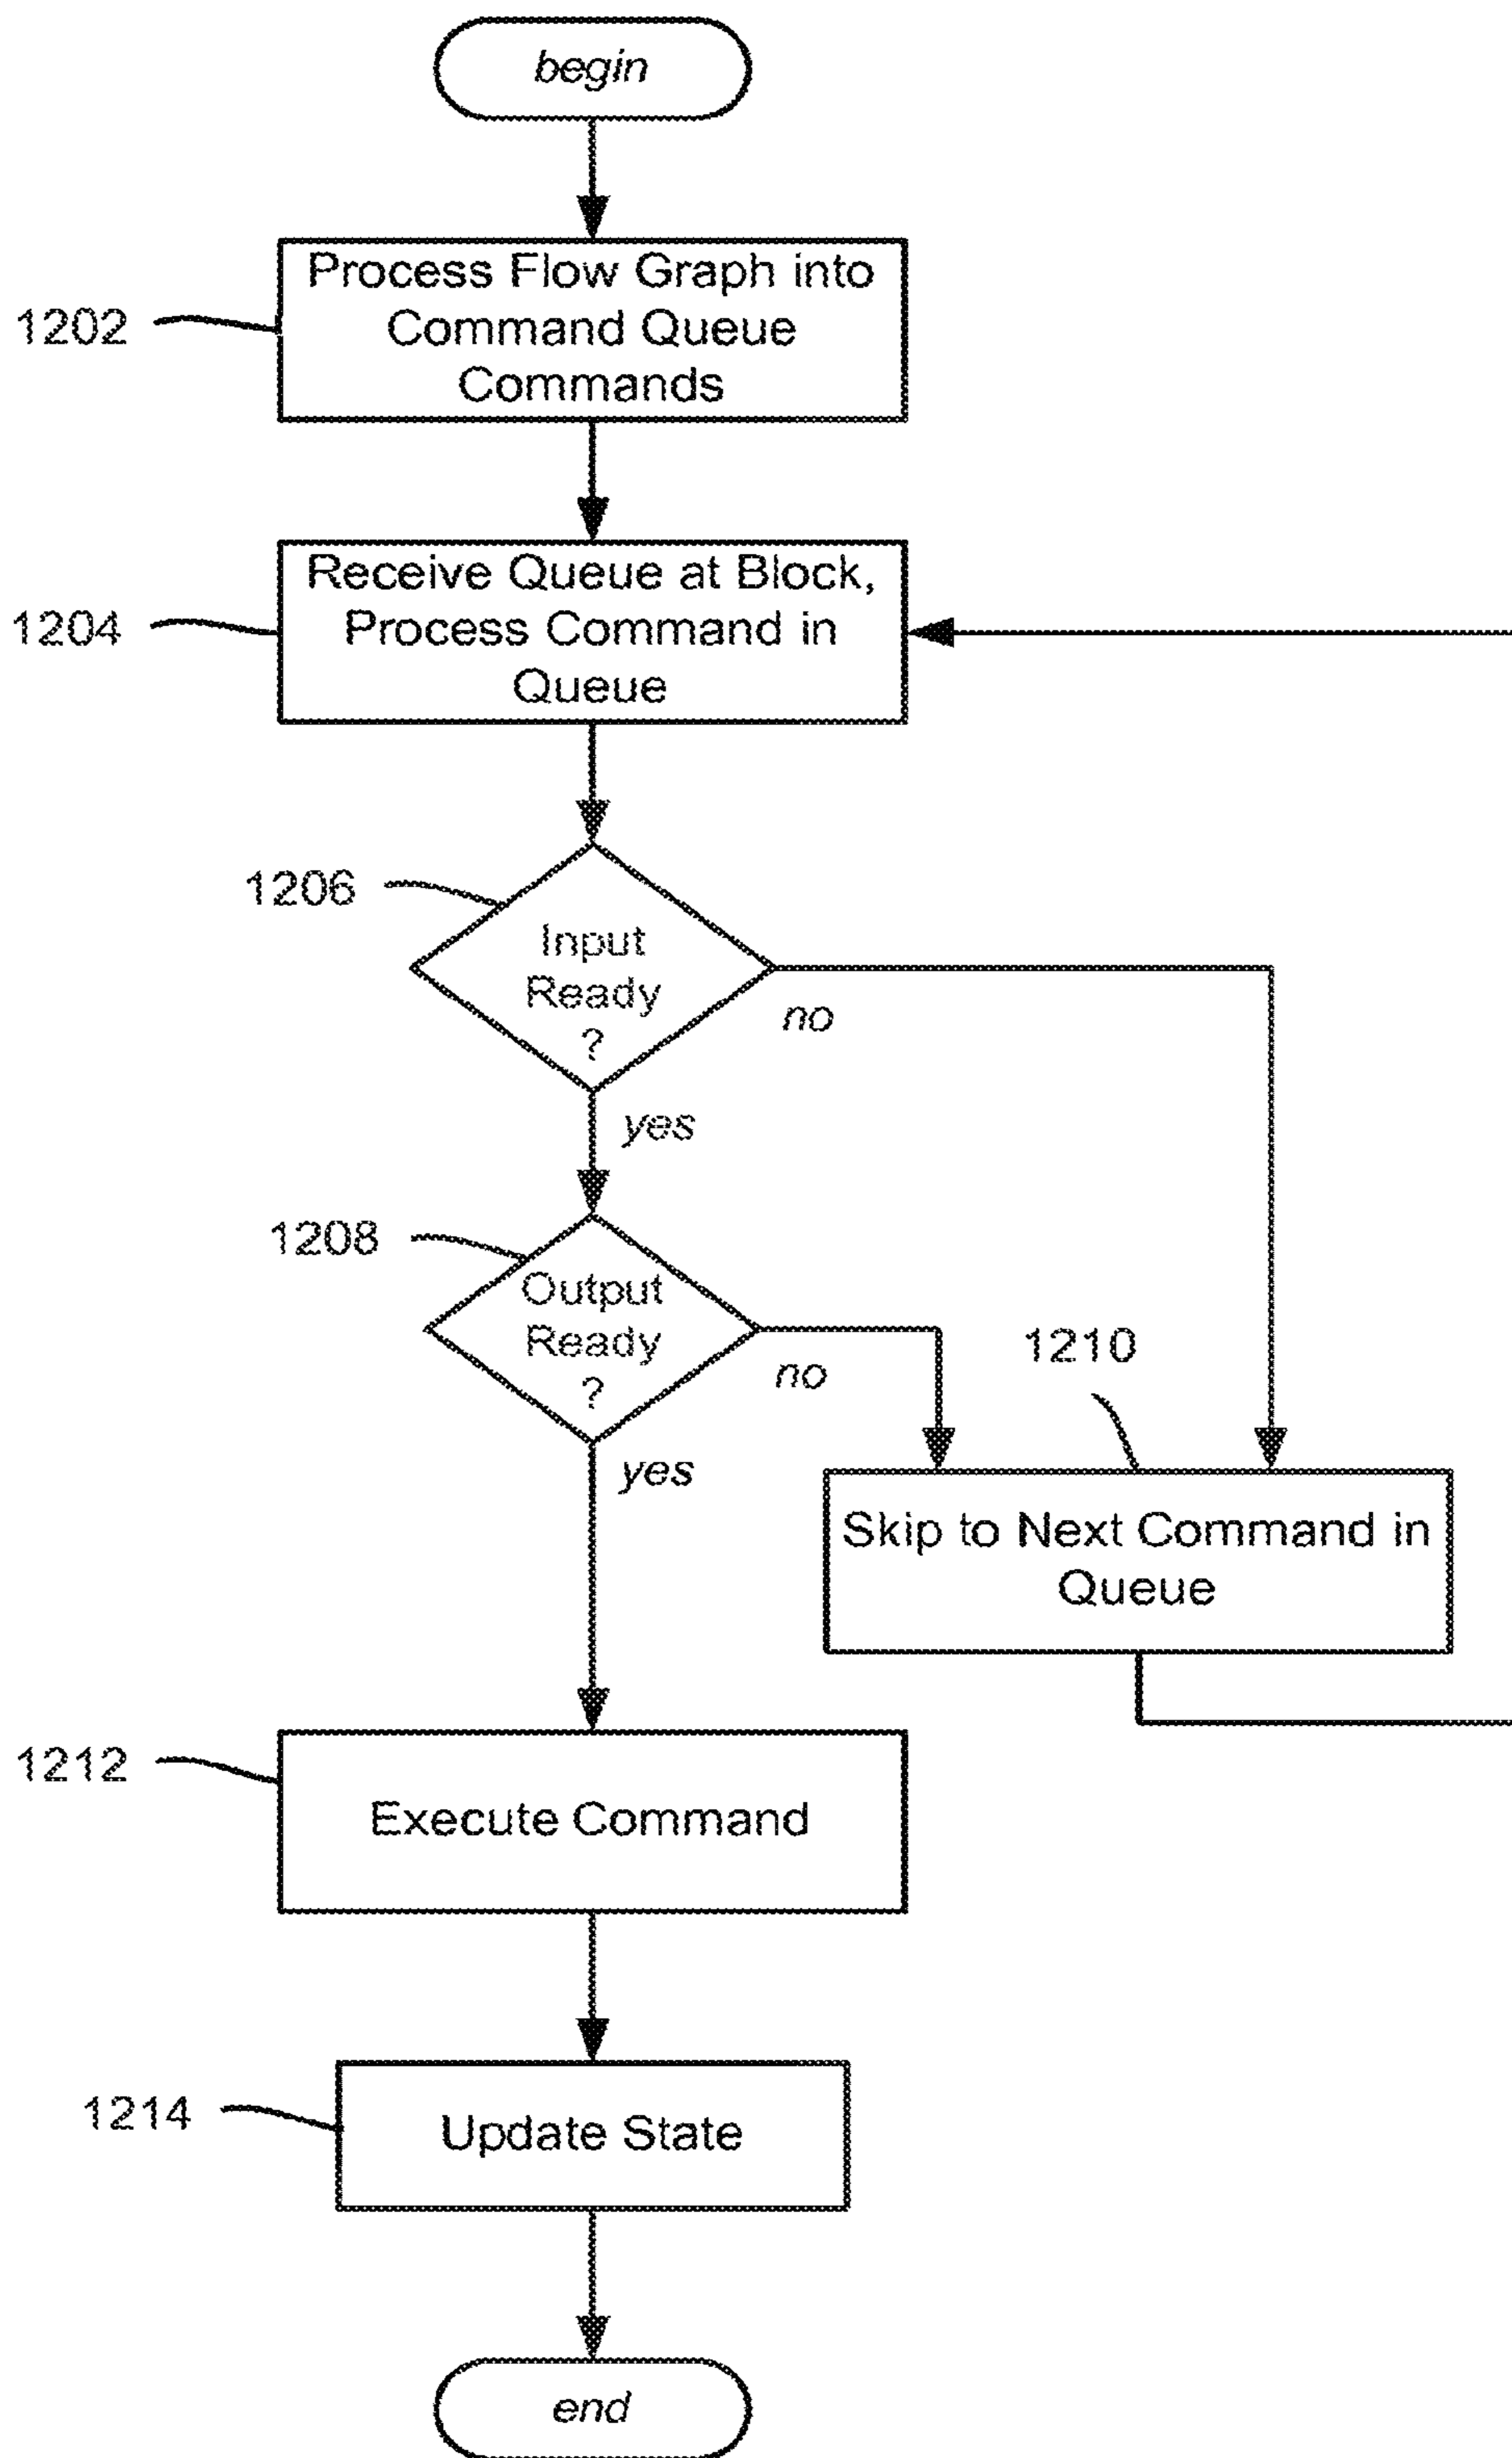 begin
1202
Process Flow Graph into
Command Queue
Commands
1204
Receive Queue at Block,
Process Command in
Queue
1206
Input
Ready
?
no
yes
1208
Output
Ready
?
no
yes
1210
Skip to Next Command in
Queue
1212
Execute Command
1214
Update State
end